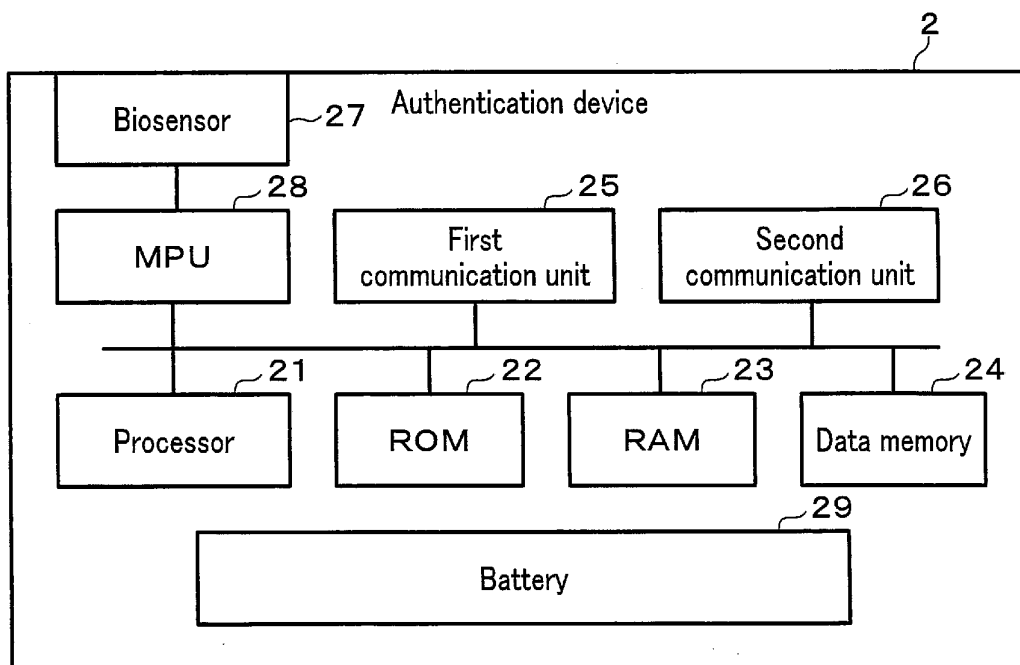 2
Authentication device
Biosensor
27
28
25
26
MPU
First
communication unit
Second
communication unit
21
22
23
24
Processor
ROM
RAM
Data memory
29
Battery